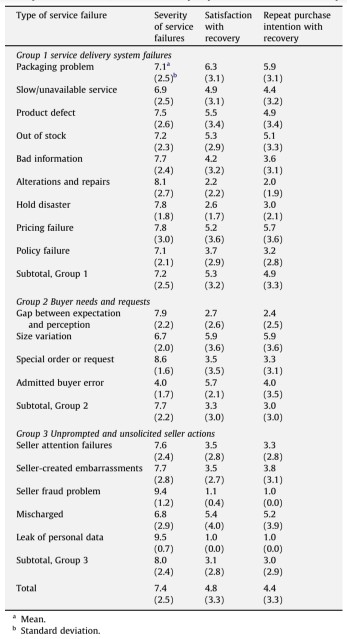 Type of service failure Severity Satisfaction Repeat purchase
of service with intention with
failures recovery recovery
Group 1 service delivery system failures
Packaging problem 7.1a 6.3 5.9
(2.5)b (3.1) (3.1)
Slow/unavailable service 6.9 4.9 4.4
(2.5) (3.1) (3.2)
Product defect 7.5 5.5 4.9
(2.6) (3.4) (3.4)
Out of stock 7.2 5.3 5.1
(2.3) (2.9) (3.3)
Bad information 7.7 4.2 3.6
(2.4) (3.2) (3.1)
Alterations and repairs 8.1 2.2 2.0
(2.7) (2.2) (1.9)
Hold disaster 7.8 2.6 3.0
(1.8) (1.7) (2.1)
Pricing failure 7.8 5.2 5.7
(3.0) (3.6) (3.6)
Policy failure 7.1 3.7 3.2
(2.1) (2.9) (2.8)
Subtotal, Group 1 7.2 5.3 4.9
(2.5) (3.2) (3.3)
Group 2 Buyer needs and requests
Gap between expectation 7.9 2.7 2.4
and perception (2.2) (2.6) (2.5)
Size variation 6.7 5.9 5.9
(2.0) (3.6) (3.6)
Special order or request 8.6 3.5 3.3
(1.6) (3.5) (3.1)
Admitted buyer error 4.0 5.7 4.0
(1.7) (2.1) (3.5)
Subtotal, Group 2 7.7 3.3 3.0
(2.2) (3.0) (3.0)
Group 3 Unprompted and unsolicited seller actions
Seller attention failures 7.6 3.5 3.3
(2.4) (2.8) (2.8)
Seller-created embarrassments 7.7 3.5 3.8
(2.8) (2.7) (3.1)
Seller fraud problem 9.4 1.1 1.0
(1.2) (0.4) (0.0)
Mischarged 6.8 5.4 5.2
(2.9) (4.0) (3.9)
Leak of personal data 9.5 1.0 1.0
(0.7) (0.0) (0.0)
Subtotal, Group 3 8.0 3.1 3.0
(2.4) (2.8) (2.9)
Total 7.4 4.8 4.4
(2.5) (3.3) (3.3)
a Mean.
b Standard deviation.